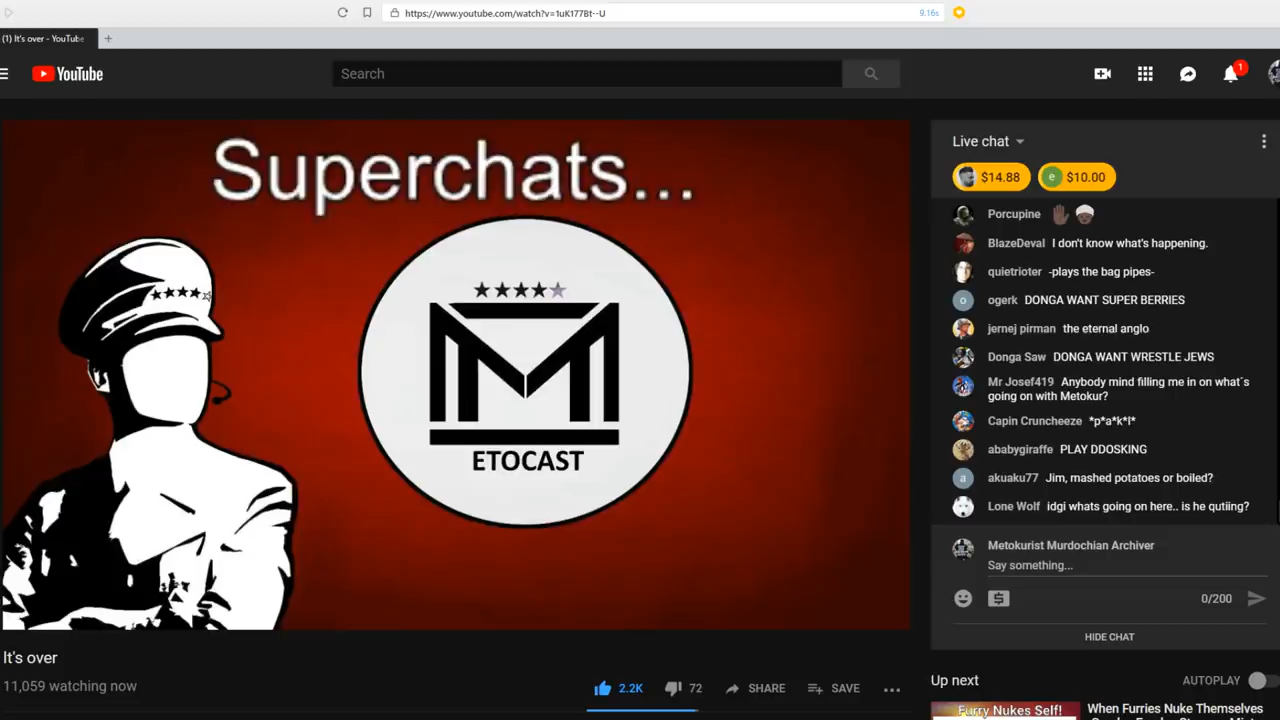 https://www.youtube.com/watch?v=1uK177Bt--U
9.16s
(1) It's over - YouTube
YouTube
Search
1
Superchats...
ETOCAST
Live chat
$14.88
e $10.00
Porcupine
BlazeDeval I don't know what's happening.
quietrioter -plays the bag pipes-
o ogerk DONGA WANT SUPER BERRIES
jernej pirman the eternal anglo
Donga Saw DONGA WANT WRESTLE JEWS
Mr Josef419 Anybody mind filling me in on what´s
going on with Metokur?
Capin Cruncheeze *p*a*k*i*
ababygiraffe PLAY DDOSKING
a akuaku77 Jim, mashed potatoes or boiled?
Lone Wolf idgi whats going on here.. is he qutiing?
Metokurist Murdochian Archiver
Say something...
0/200
HIDE CHAT
It's over
11,059 watching now
2.2K
72
SHARE
SAVE
Up next
AUTOPLAY
Furry Nukes Self!
When Furries Nuke Themselves